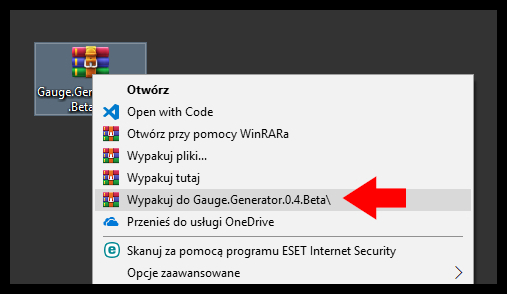 Gauge.Gen
.Beta
Otwórz
Open with Code
Otwórz przy pomocy WinRARa
Wypakuj pliki...
Wypakuj tutaj
Wypakuj do Gauge.Generator.0.4.Beta\
Przenieś do usługi OneDrive
Skanuj za pomocą programu ESET Internet Security
Opcje zaawansowane